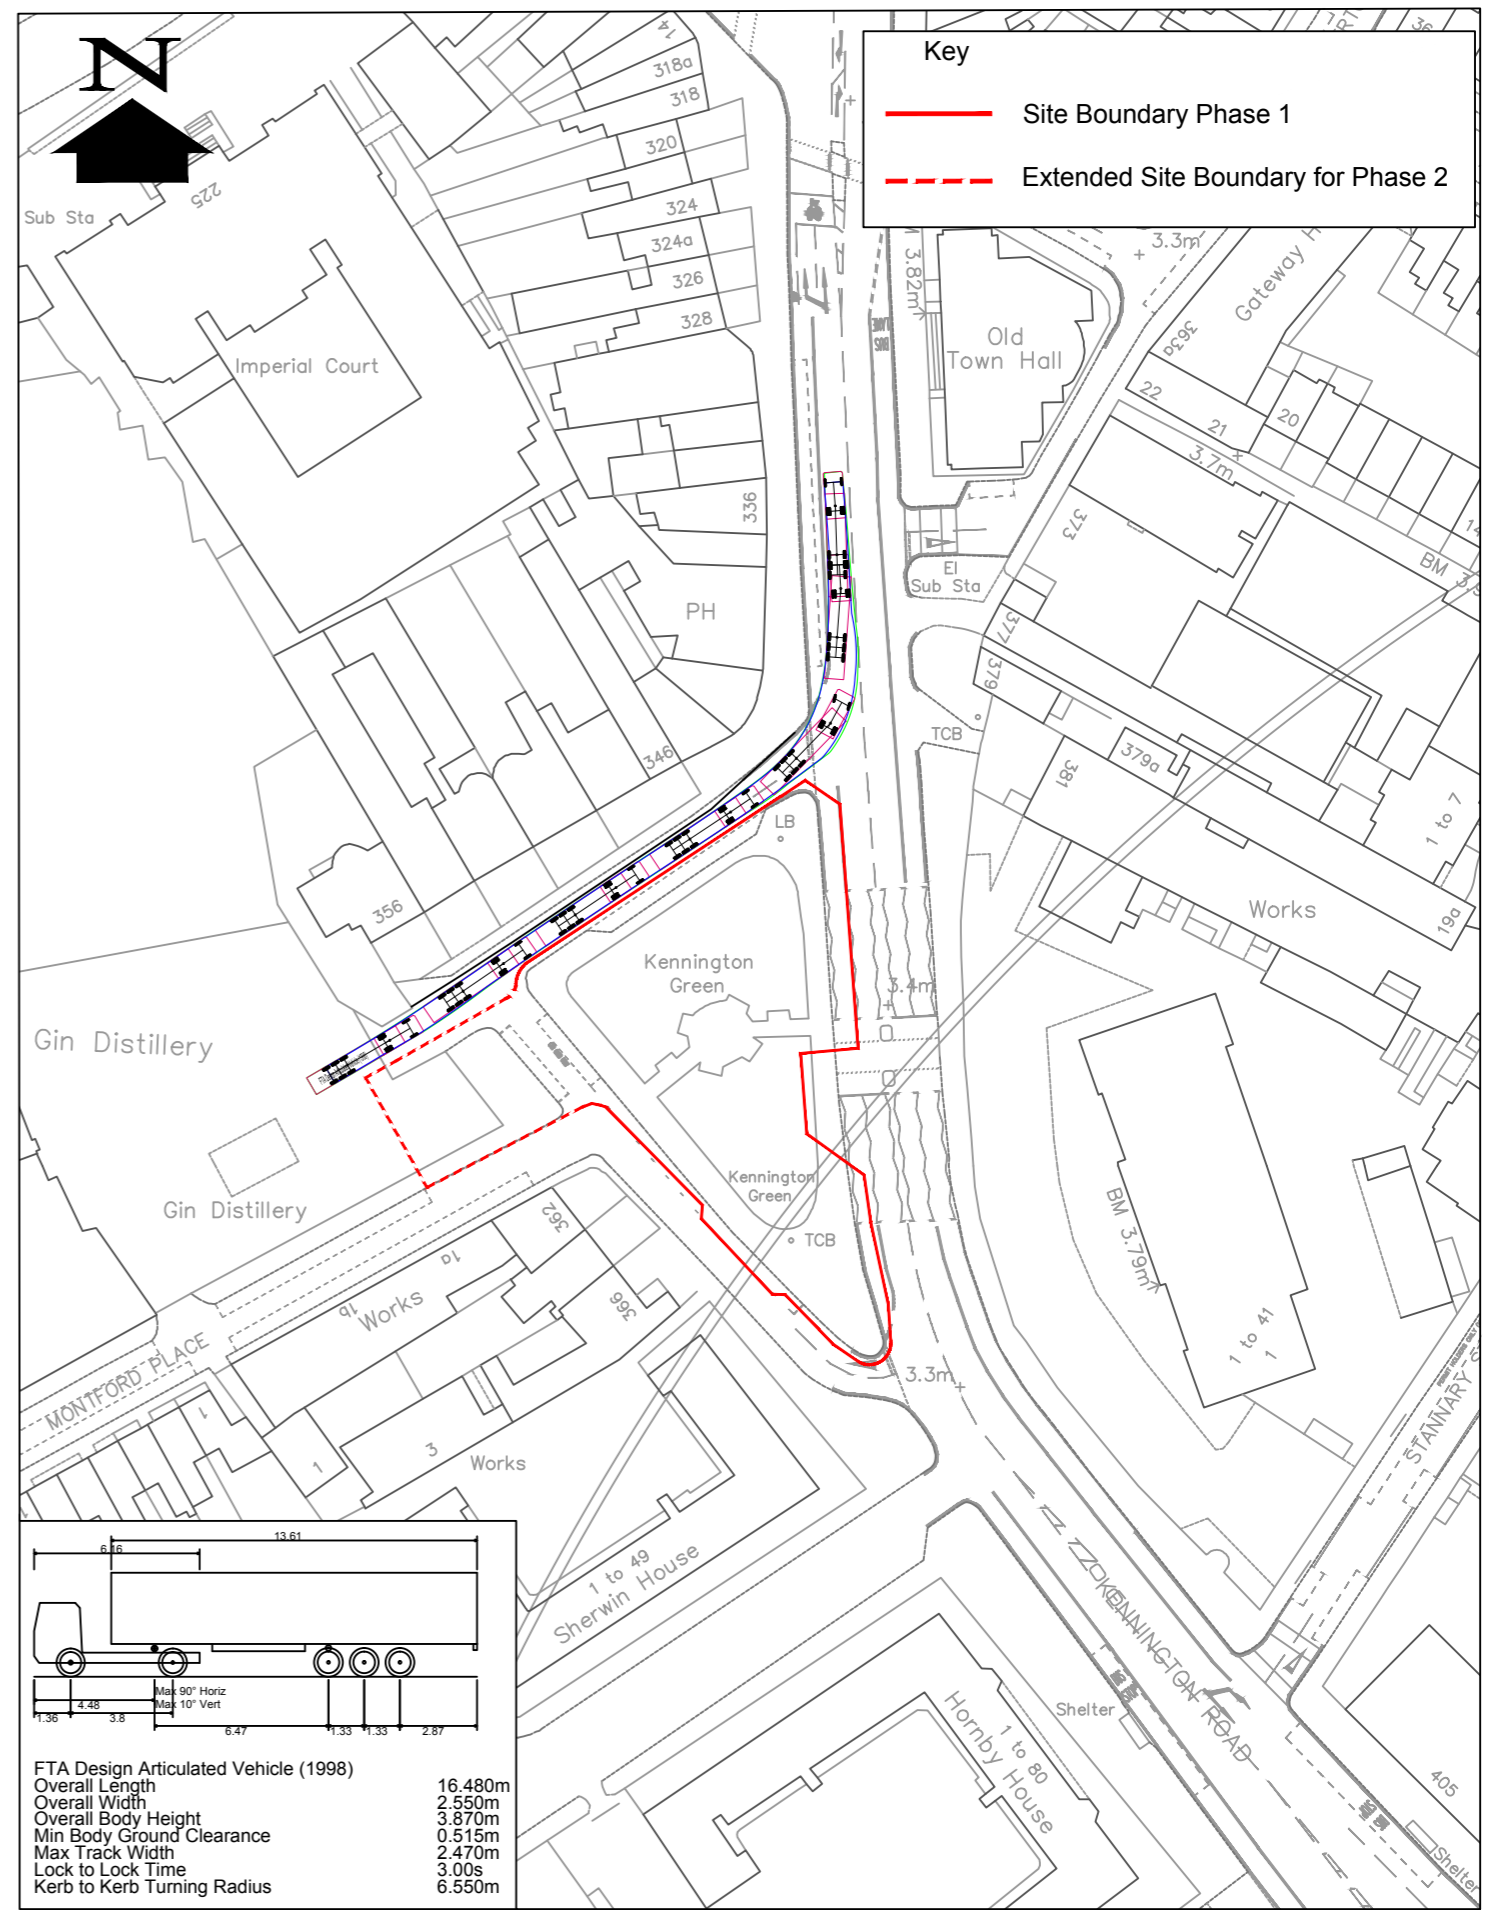 N
Key
Site Boundary Phase 1
Extended Site Boundary for Phase 2
14
318a
318
320
324
324a
326
328
225
Sub Sta
Imperial Court
336
PH
346
356
3.82m
3.3m
Gateway
363a
Old
Town Hall
BUS
LANE
22
21
20
3.7m
373
El
Sub Sta
377
379
TCB
379a
381
1 to 7
19a
Works
LB
Kennington
Green
3.4m
Gin Distillery
Gin Distillery
Kennington
Green
TCB
362
1a
1b
Works
366
MONTFORD PLACE
1
1
3
Works
3.3m
BM 3.79m
1 to 41
1
STANNARY
1 to 49
Sherwin House
KENNINGTON ROAD
Hornby House
1 to 80
Shelter
405
Shelter
13.61
6.16
Max 90° Horiz
Max 10° Vert
1.36
4.48
3.8
6.47
1.33
1.33
2.87
FTA Design Articulated Vehicle (1998)
Overall Length 16.480m
Overall Width 2.550m
Overall Body Height 3.870m
Min Body Ground Clearance 0.515m
Max Track Width 2.470m
Lock to Lock Time 3.00s
Kerb to Kerb Turning Radius 6.550m